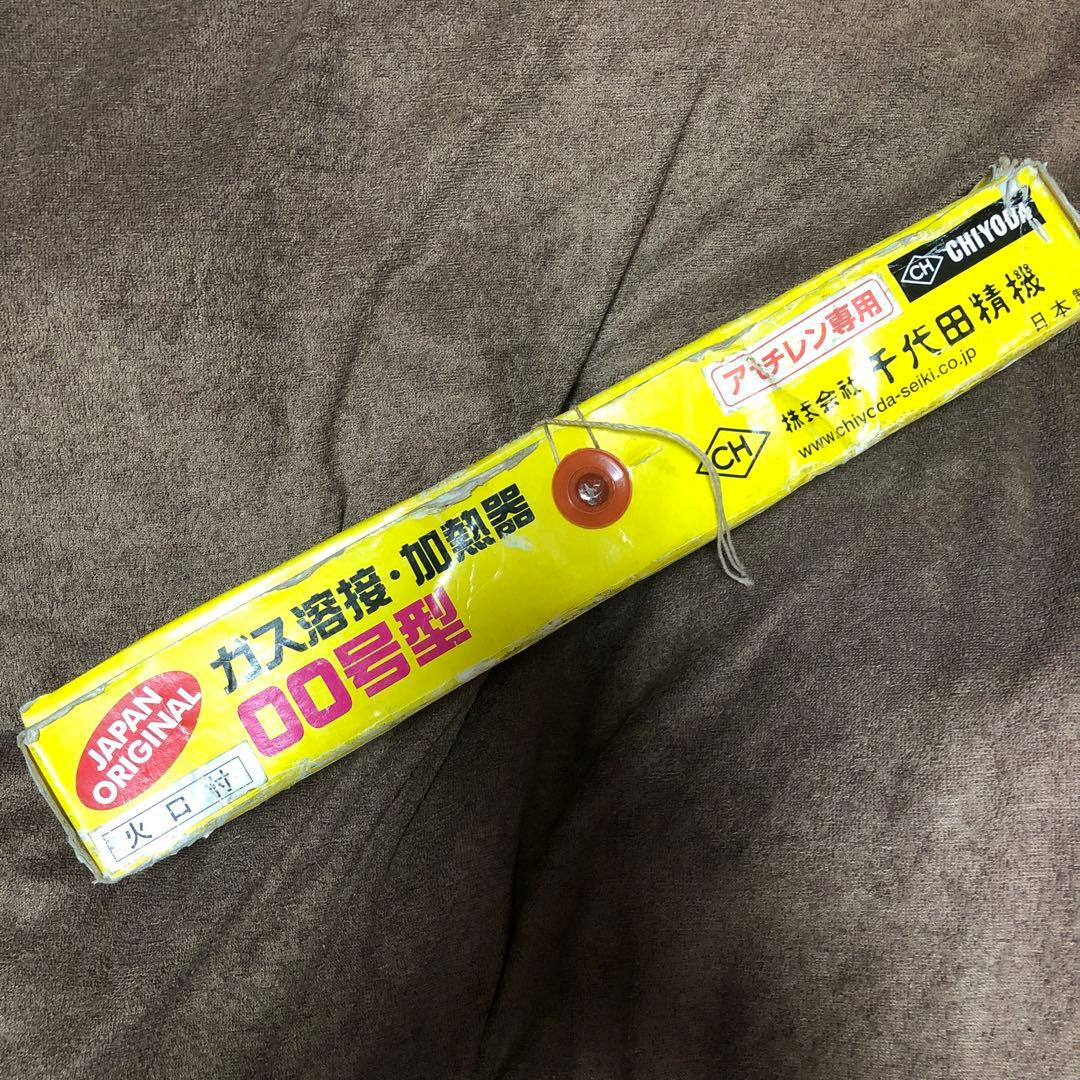 JAPAN
ORIGINAL
ガス溶接・加熱器
00号型
火口付
アセチレン専用
CH CHIYODA
CH
株式会社 千代田精機
www.chiyoda-seiki.co.jp
日本